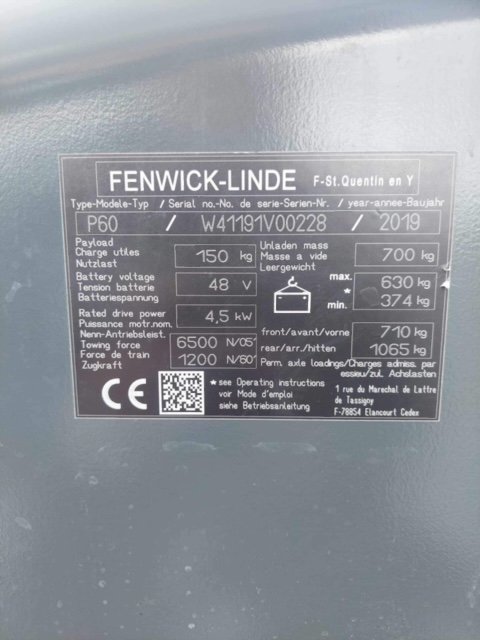 FENWICK-LINDE F-St.Quentin en Y
Type-Modele-Typ / Serial no.-No. de serie-Serien-Nr. / year-annee-Baujahr
P60 / W41191V00228 / 2019
Payload
Charge utiles
Nutzlast
150 kg
Unladen mass
Masse a vide
Leergewicht
700 kg
Battery voltage
Tension batterie
Batteriespannung
48 V
max. 630 kg
*
min. 374 kg
Rated drive power
Puissance motr.nom.
Nenn-Antriebsleist.
4,5 kW
Towing force
Force de train
Zugkraft
6500 N/05'
1200 N/60'
front/avant/vorne 710 kg
rear/arr./hitten 1065 kg
Perm. axle loadings/Charges admiss. par
essieu/zul. Achslasten
CE
* see Operating instructions
voir Mode d'emploi
siehe Betriebsanleitung
1 rue du Marechal de Lattre
de Tassigny
F-78854 Elancourt Cedex